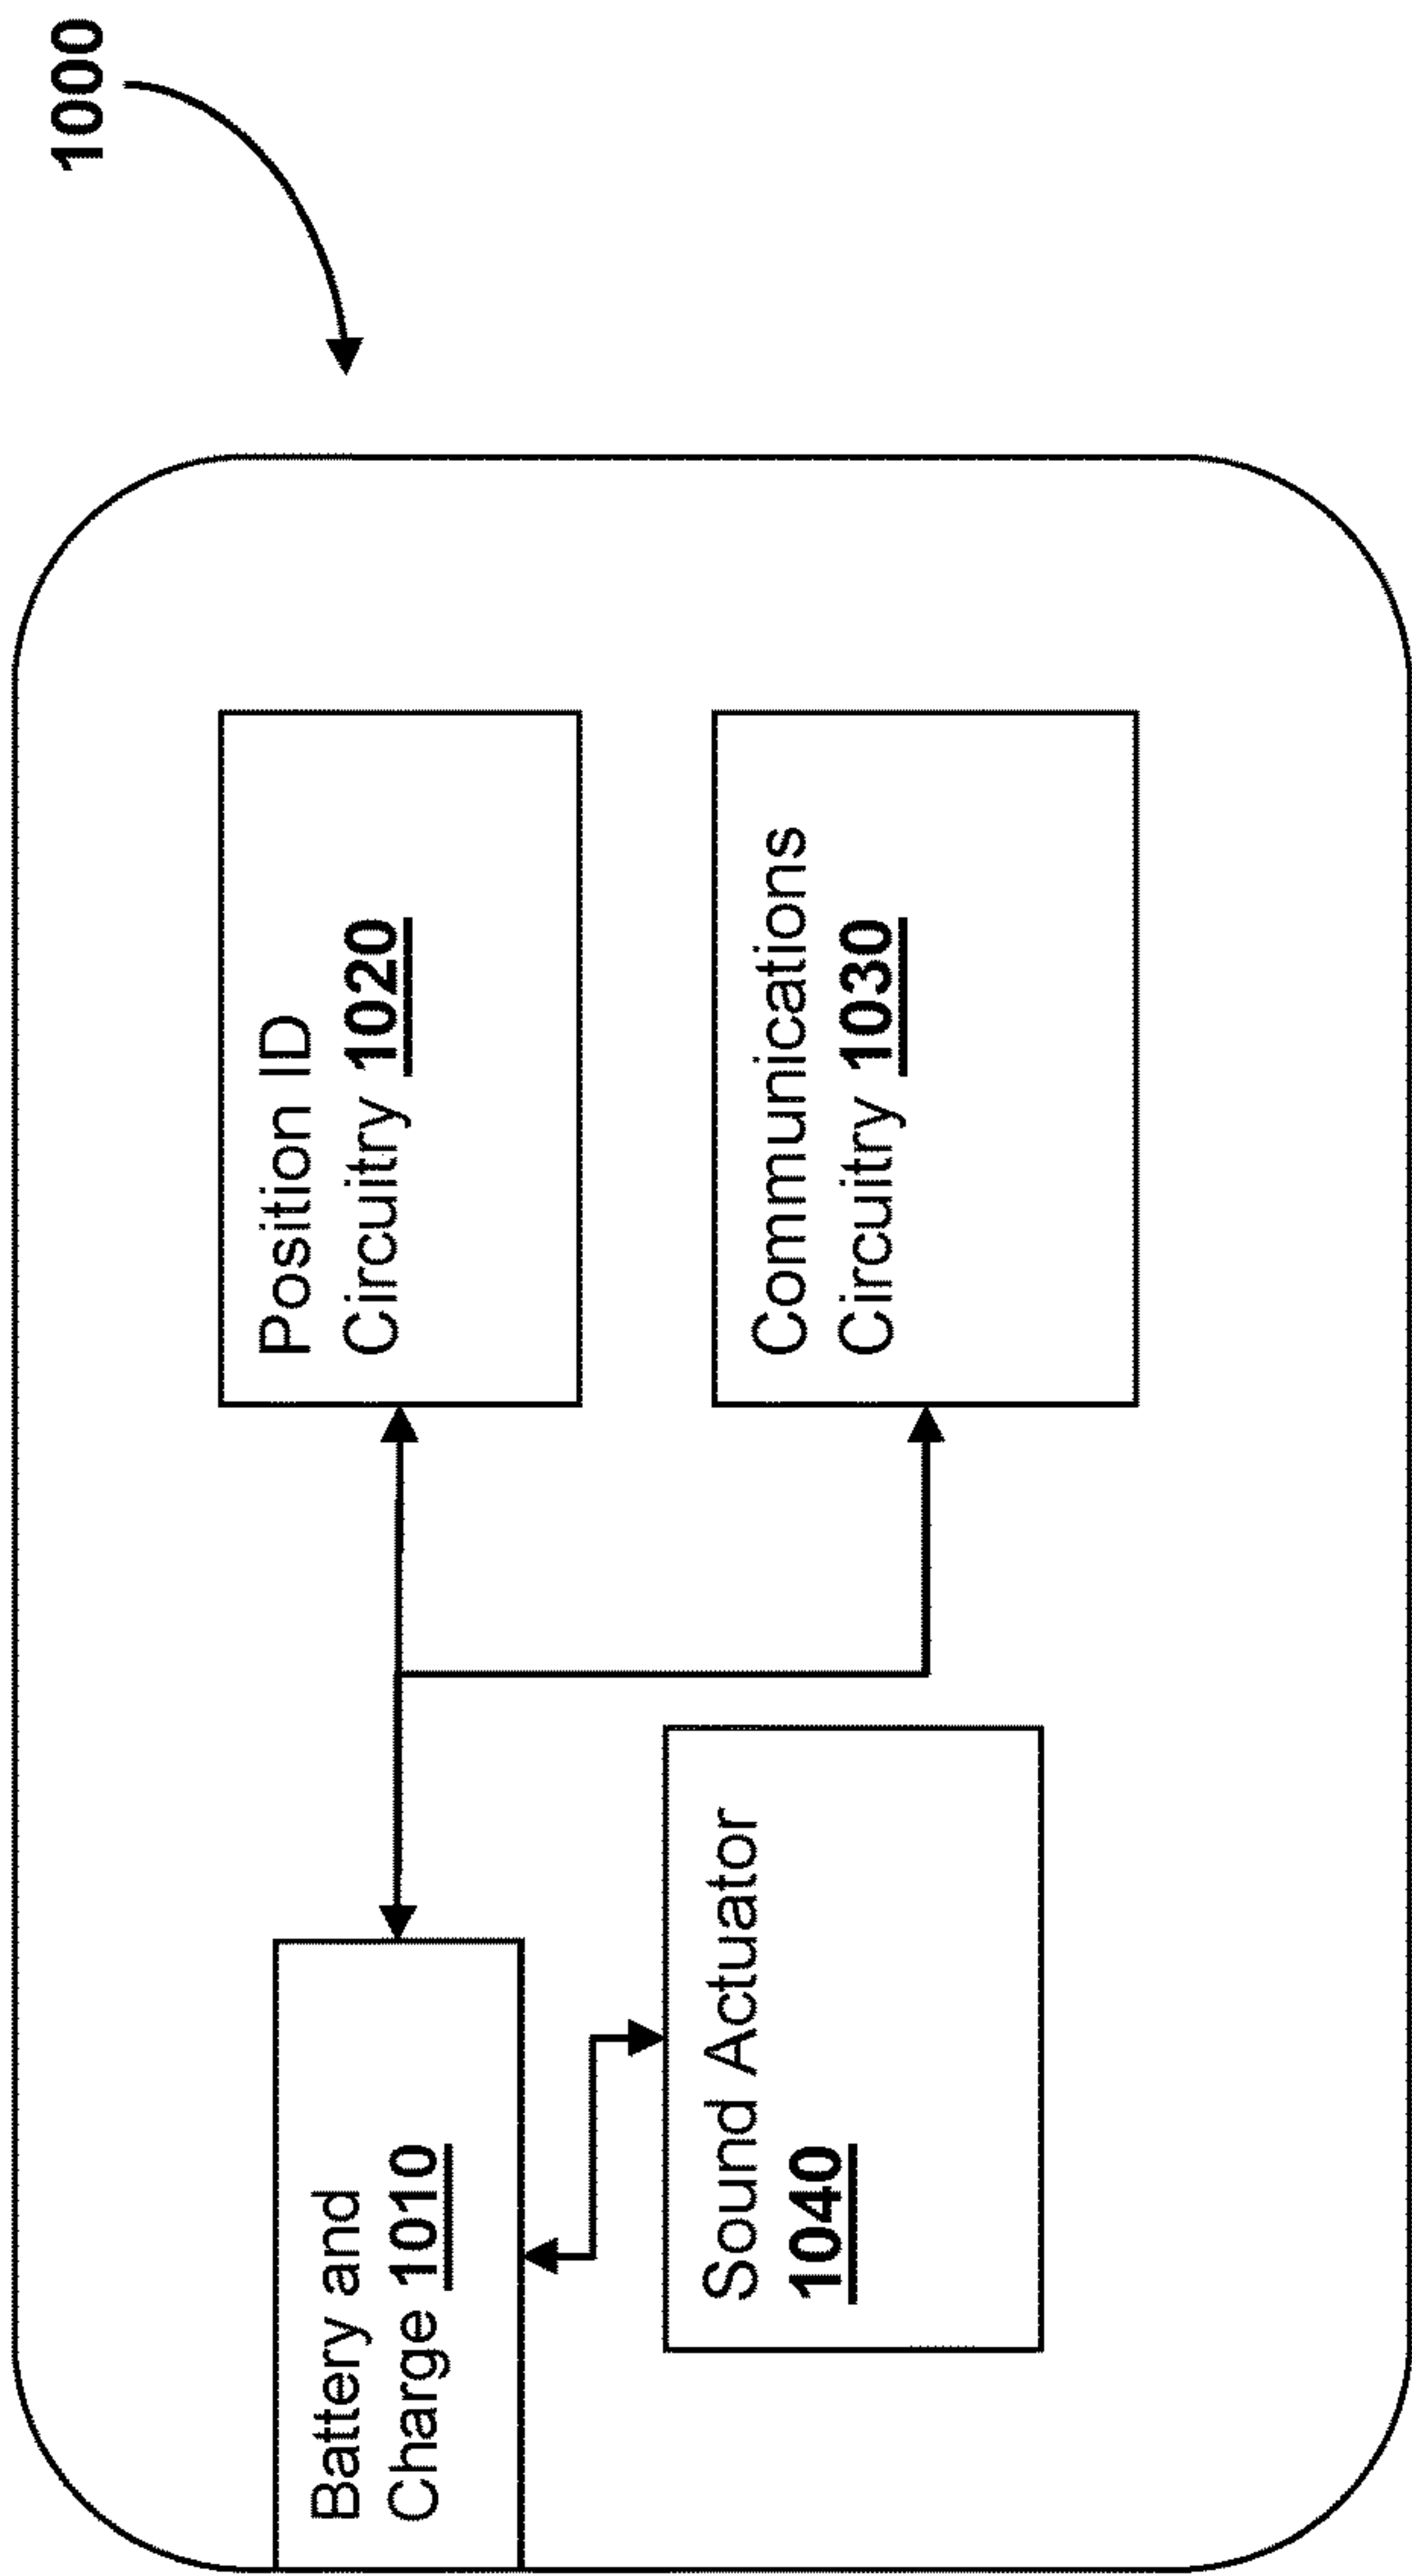 1000
Battery and
Charge 1010
Position ID
Circuitry 1020
Sound Actuator
1040
Communications
Circuitry 1030